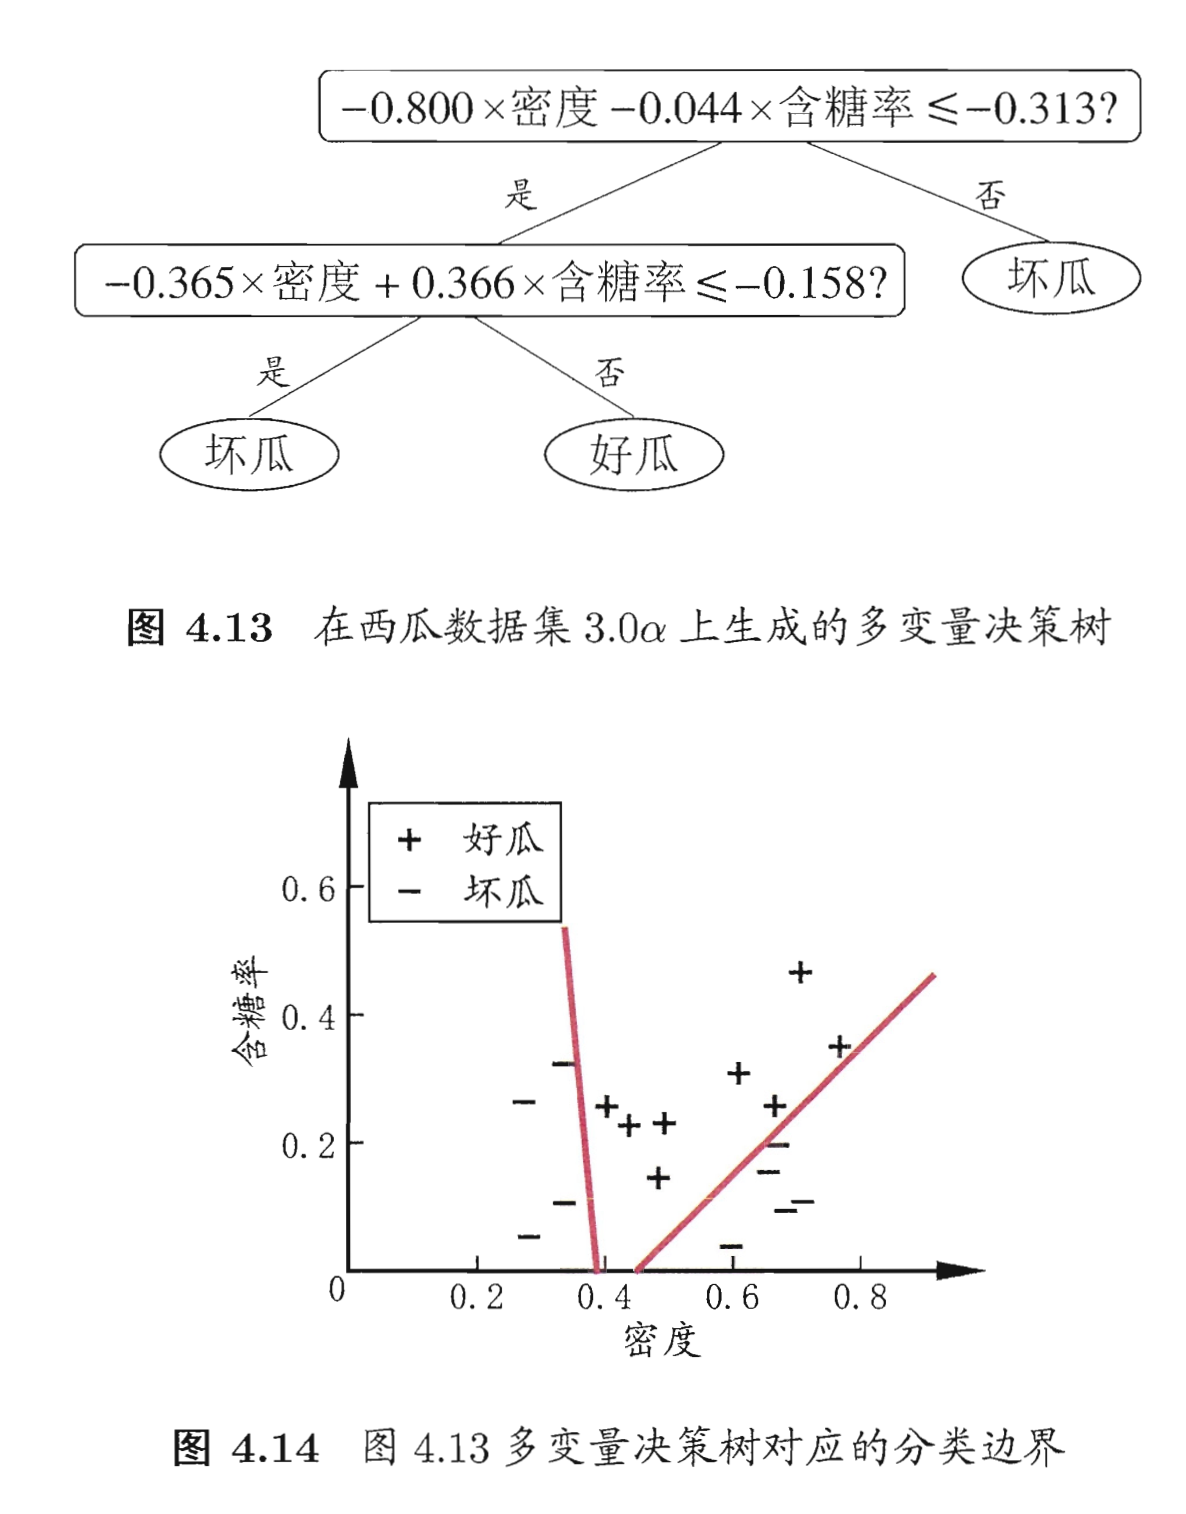 −0.800×密度−0.044×含糖率⩽−0.313?
是
否
−0.365×密度+0.366×含糖率⩽−0.158?
坏瓜
是
否
坏瓜
好瓜
图 4.13 在西瓜数据集 3.0α 上生成的多变量决策树
+ 好瓜
− 坏瓜
0.6
0.4
0.2
含糖率
0
0.2
0.4
0.6
0.8
密度
图 4.14 图 4.13 多变量决策树对应的分类边界